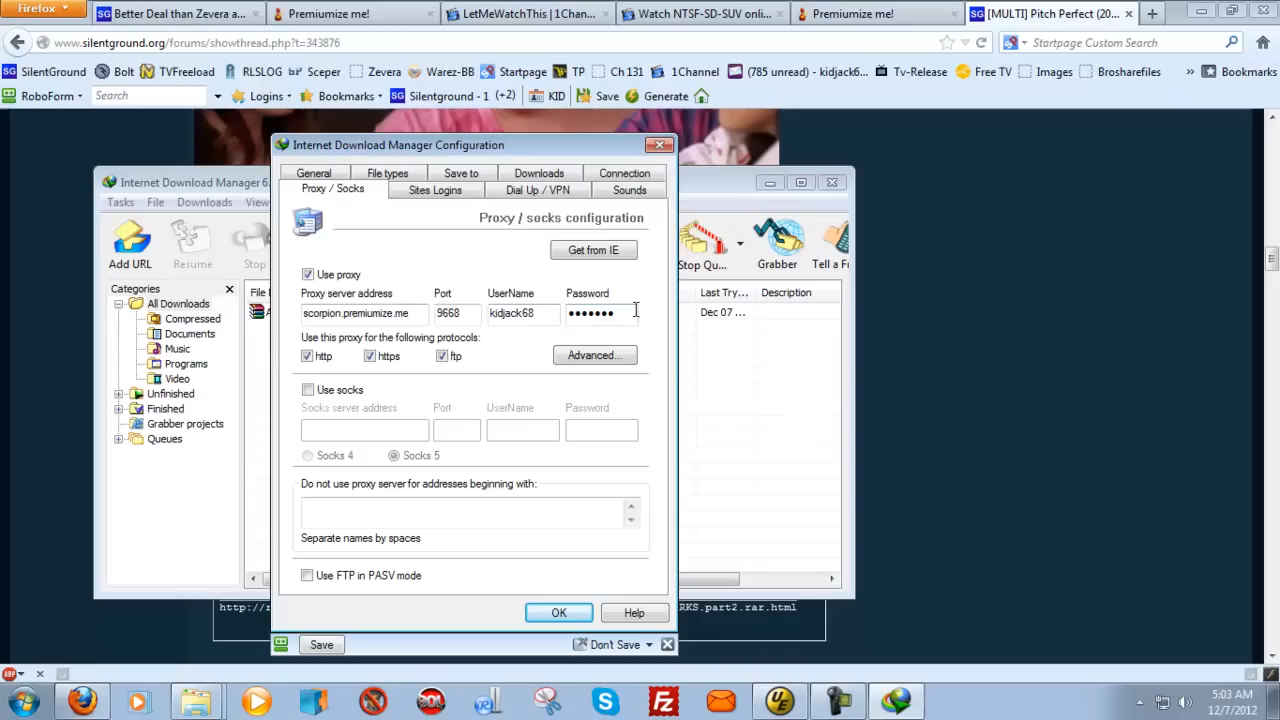 Firefox
Better Deal than Zevera a...
Premiumize me!
LetMeWatchThis | 1Chan...
Watch NTSF-SD-SUV onlin...
Premiumize me!
[MULTI] Pitch Perfect (20...
www.silentground.org/forums/showthread.php?t=343876
Startpage Custom Search
SilentGround
Bolt
TVFreeload
RLSLOG
Sceper
Zevera
Warez-BB
Startpage
TP
Ch 131
1Channel
(785 unread) - kidjack6...
Tv-Release
Free TV
Images
Brosharefiles
»
Bookmarks
RoboForm
Search
Logins
Bookmarks
Silentground - 1 (+2)
KID
Save
Generate
Internet Download Manager 6.
Tasks File Downloads View
Add URL
Resume
Stop
Stop Qu...
Grabber
Tell a Fr
Categories
All Downloads
Compressed
Documents
Music
Programs
Video
Unfinished
Finished
Grabber projects
Queues
File
Last Try...
Description
Dec 07 ...
Internet Download Manager Configuration
General
File types
Save to
Downloads
Connection
Proxy / Socks
Sites Logins
Dial Up / VPN
Sounds
Proxy / socks configuration
Get from IE
Use proxy
Proxy server address Port UserName Password
scorpion.premiumize.me 9668 kidjack68 •••••••
Use this proxy for the following protocols:
http https ftp
Advanced...
Use socks
Socks server address Port UserName Password
Socks 4 Socks 5
Do not use proxy server for addresses beginning with:
Separate names by spaces
Use FTP in PASV mode
OK
Help
http://r
RKS.part2.rar.html
Save
Don't Save
ABP
5:03 AM
12/7/2012